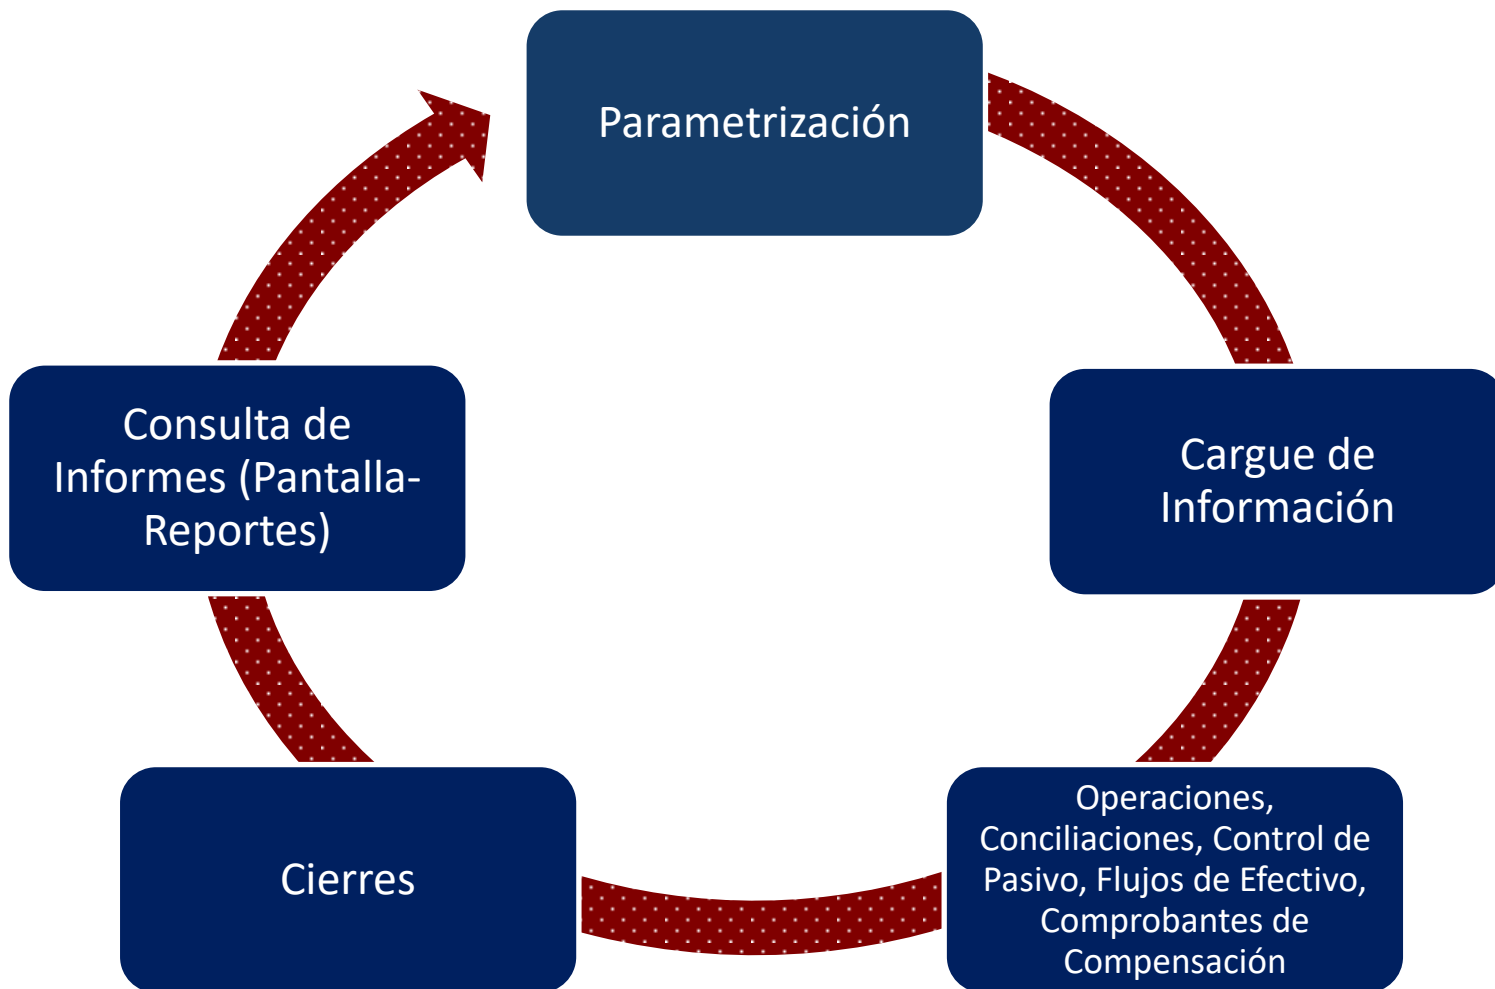 Parametrización
Cargue de
Información
Operaciones,
Conciliaciones, Control de
Pasivo, Flujos de Efectivo,
Comprobantes de
Compensación
Cierres
Consulta de
Informes (Pantalla-
Reportes)